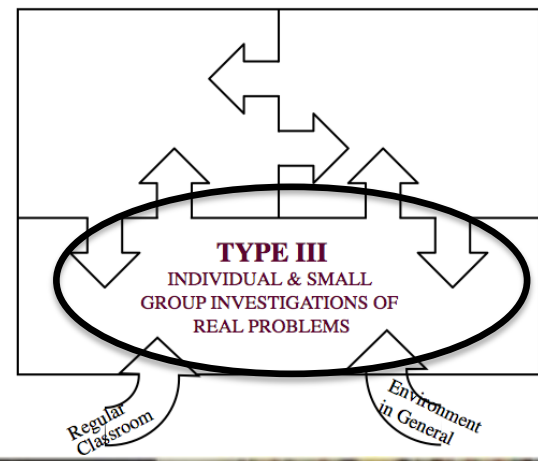 TYPE III
INDIVIDUAL & SMALL
GROUP INVESTIGATIONS OF
REAL PROBLEMS
Regular
Classroom
Environment
in General